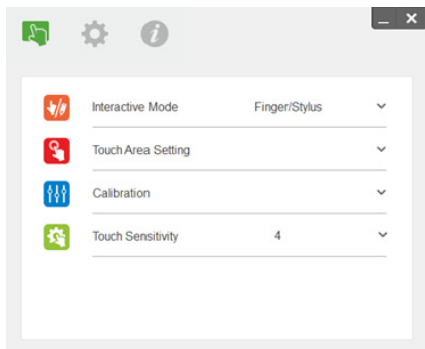 Interactive Mode Finger/Stylus
Touch Area Setting
Calibration
Touch Sensitivity 4